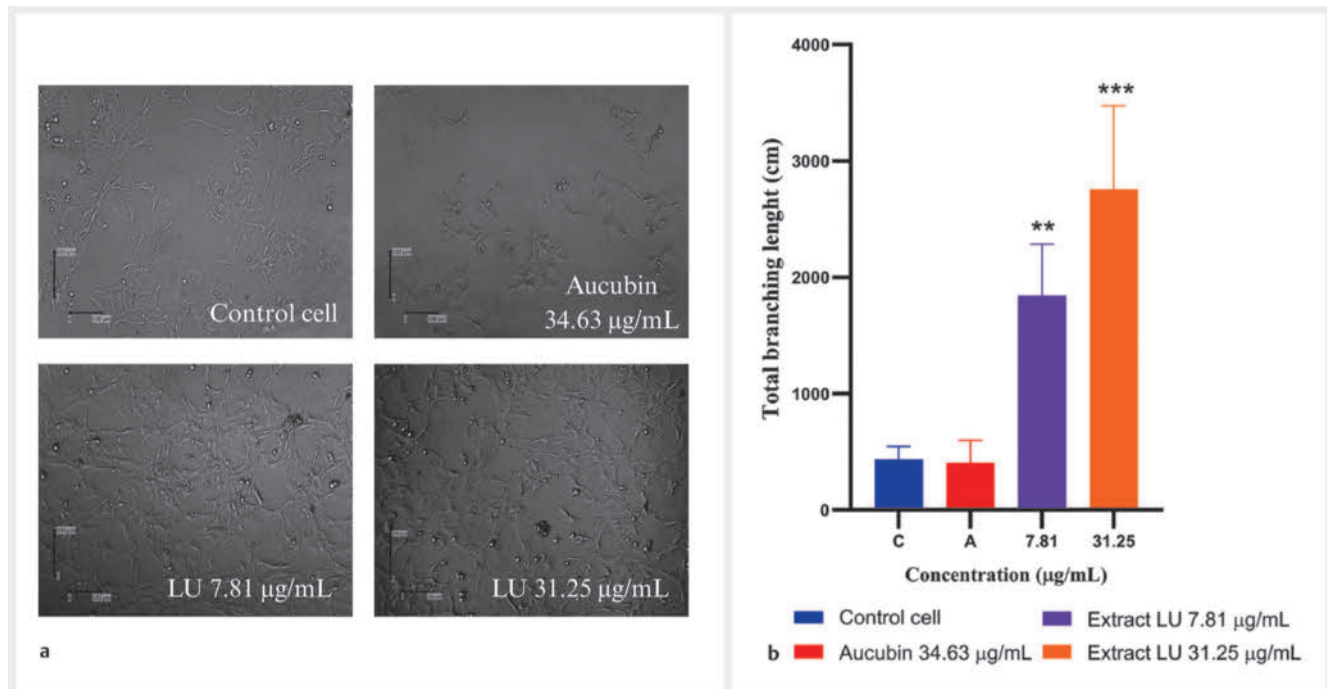 Control cell
Aucubin
34.63 μg/mL
LU 7.81 μg/mL
LU 31.25 μg/mL
a
4000
3000
2000
1000
0
Total branching lenght (cm)
**
***
C A 7.81 31.25
Concentration (μg/mL)
Control cell
Extract LU 7.81 μg/mL
b
Aucubin 34.63 μg/mL
Extract LU 31.25 μg/mL